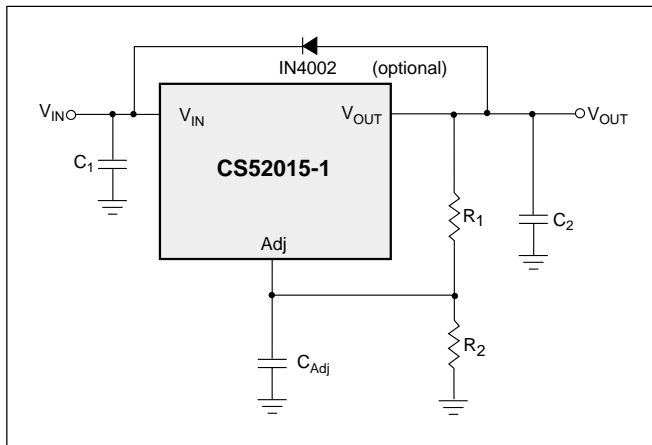 IN4002 (optional)
V_IN V_IN V_OUT V_OUT
C_1 CS52015-1
R_1 C_2
Adj
C_Adj R_2